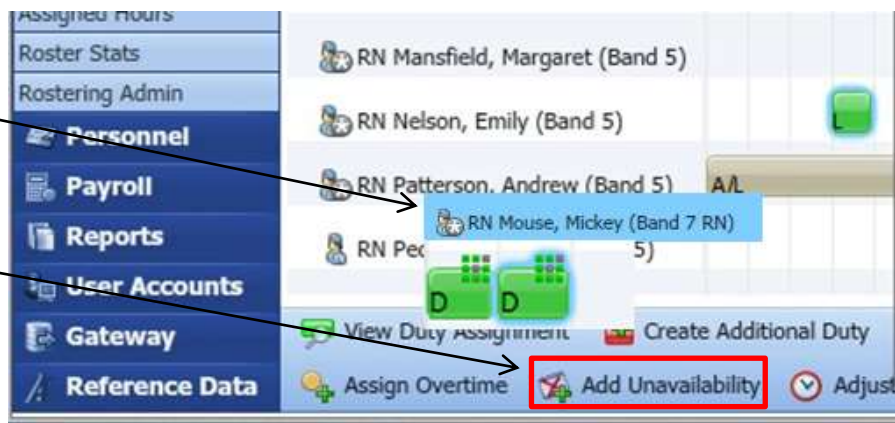 Assigned Hours
Roster Stats
Rostering Admin
Personnel
Payroll
Reports
User Accounts
Gateway
Reference Data
RN Mansfield, Margaret (Band 5)
RN Nelson, Emily (Band 5)
L
RN Patterson, Andrew (Band 5) A/L
RN Mouse, Mickey (Band 7 RN)
RN 5)
D D
View Duty Assignment Create Additional Duty
Assign Overtime Add Unavailability Adjust